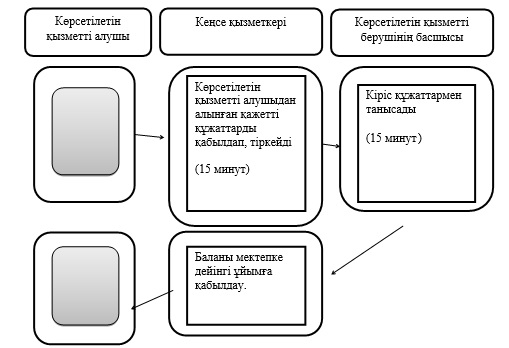 Көрсетілетін
қызметті алушы
Кеңсе қызметкері
Көрсетілетін қызметті
берушінің басшысы
Көрсетілетін
қызметті алушыдан
алынған қажетті
құжаттарды
қабылдап, тіркейді
(15 минут)
Кіріс құжаттармен
танысады
(15 минут)
Баланы мектепке
дейінгі ұйымға
қабылдау.